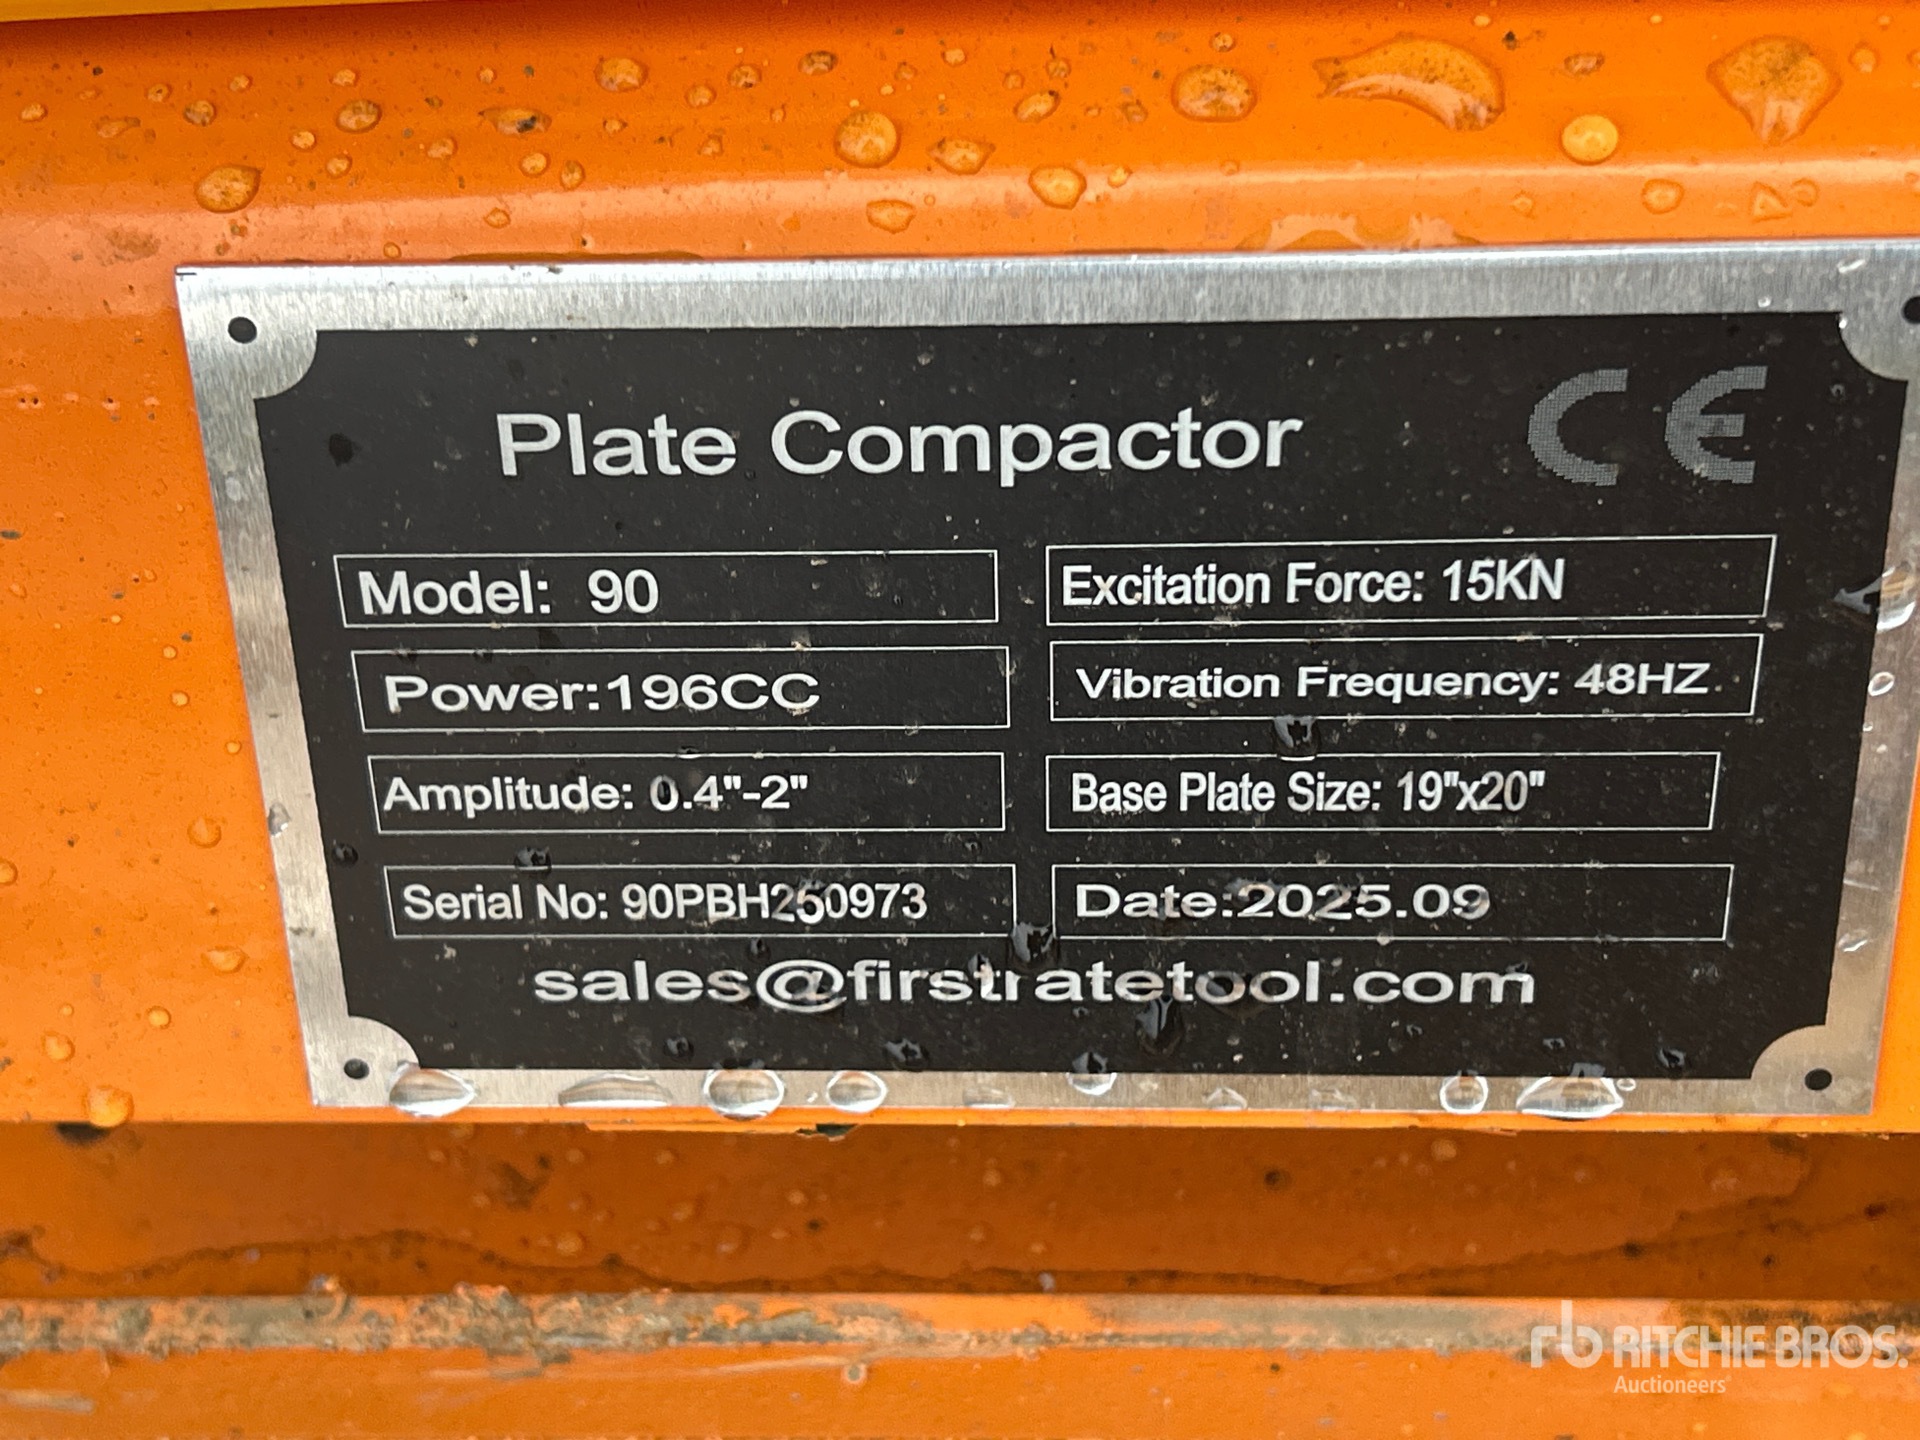 Plate Compactor CE
Model: 90
Excitation Force: 15KN
Power:196CC
Vibration Frequency: 48HZ
Amplitude: 0.4"-2"
Base Plate Size: 19"x20"
Serial No: 90PBH250973
Date:2025.09
sales@firstratetool.com
rb RITCHIE BROS.
Auctioneers